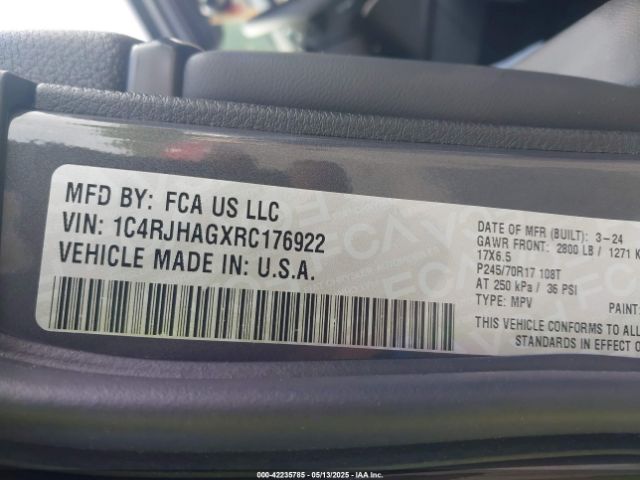 MFD BY: FCA US LLC
VIN: 1C4RJHAGXRC176922
VEHICLE MADE IN: U.S.A.
DATE OF MFR (BUILT): 3-24
GAWR FRONT: 2800 LB / 1271 K
17X6.5
P245/70R17 108T
AT 250 kPa / 36 PSI
TYPE: MPV
PAINT:
THIS VEHICLE CONFORMS TO ALL
STANDARDS IN EFFECT O
000-42235785 - 05/13/2025 - IAA Inc.